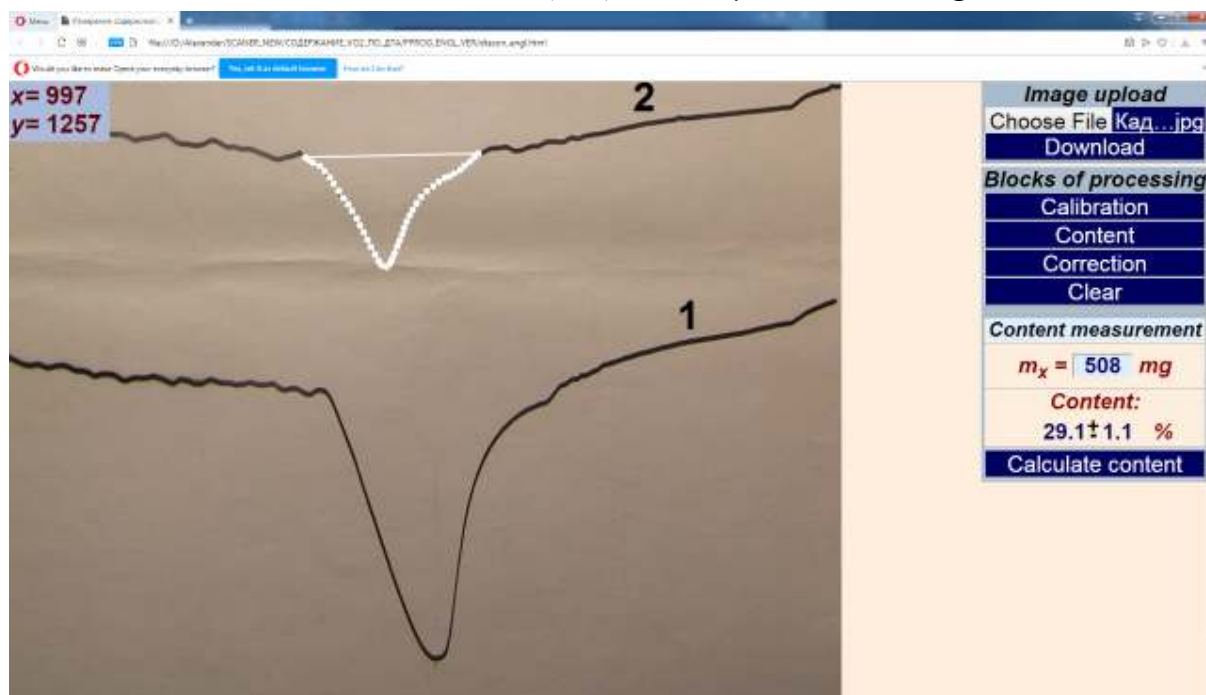 Menu
x= 997
y= 1257
2
1
Image upload
Choose File Кад...jpg
Download
Blocks of processing
Calibration
Content
Correction
Clear
Content measurement
mx = 508 mg
Content:
29.1±1.1 %
Calculate content